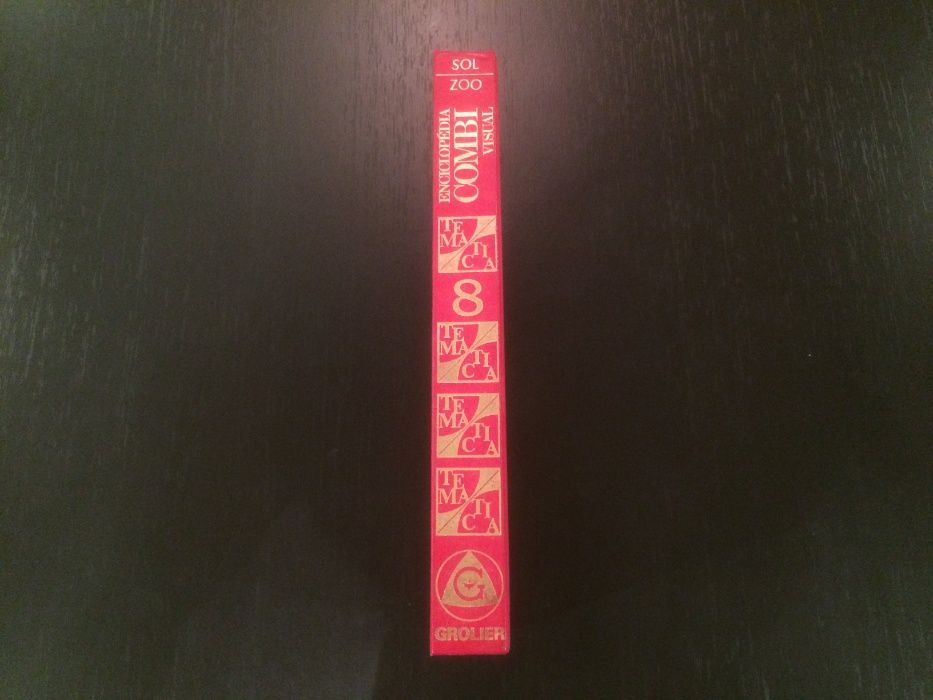 SOL
ZOO
ENCICLOPÉDIA
COMBI
VISUAL
TEMATICA
8
TEMATICA
TEMATICA
TEMATICA
G
GROLIER